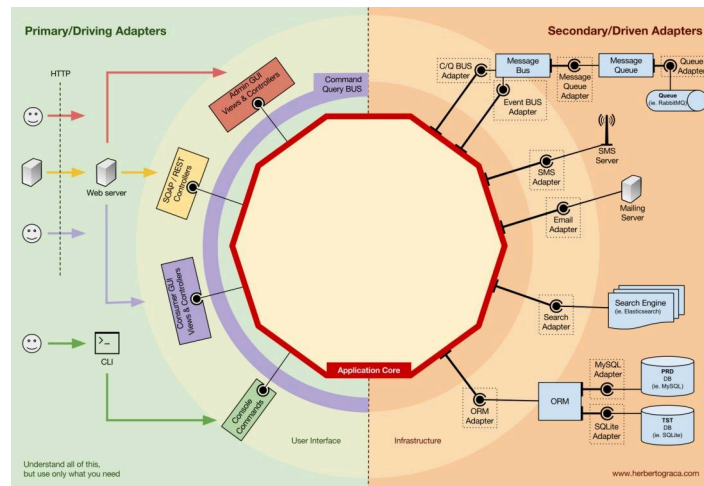 Primary/Driving Adapters
Secondary/Driven Adapters
HTTP
Admin GUI
Views & Controllers
Command
Query BUS
C/Q BUS
Adapter
Message
Bus
Message
Queue
Adapter
Message
Queue
Queue
Adapter
Queue
(ie. RabbitMQ)
Event BUS
Adapter
Web server
SOAP / REST
Controllers
SMS
Server
SMS
Adapter
Mailing
Server
Email
Adapter
Consumer GUI
Views & Controllers
Search Engine
(ie. Elasticsearch)
Search
Adapter
>_
CLI
Application Core
MySQL
Adapter
PRD
DB
(ie. MySQL)
Console
Commands
ORM
Adapter
ORM
SQLite
Adapter
TST
DB
(ie. SQLite)
User Interface
Infrastructure
Understand all of this,
but use only what you need
www.herbertograca.com